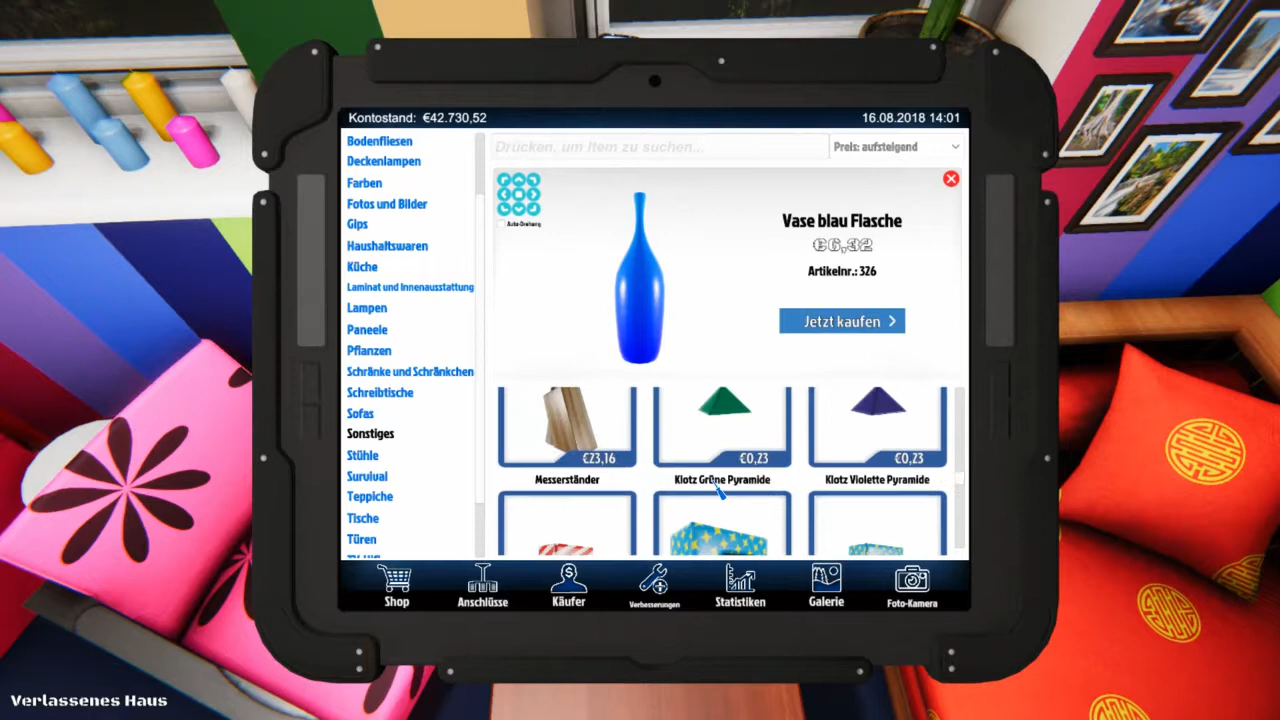 Kontostand: €42.730,52
16.08.2018 14:01
Bodenfliesen
Deckenlampen
Farben
Fotos und Bilder
Gips
Haushaltswaren
Küche
Laminat und Innenausstattung
Lampen
Paneele
Pflanzen
Schränke und Schränkchen
Schreibtische
Sofas
Sonstiges
Stühle
Survival
Teppiche
Tische
Türen
Drücken, um Item zu suchen...
Preis: aufsteigend
Auto-Drehung
Vase blau Flasche
€6,32
Artikelnr.: 326
Jetzt kaufen
€23,16
€0,23
€0,23
Messerständer
Klotz Grüne Pyramide
Klotz Violette Pyramide
Shop
Anschlüsse
Käufer
Verbesserungen
Statistiken
Galerie
Foto-Kamera
Verlassenes Haus